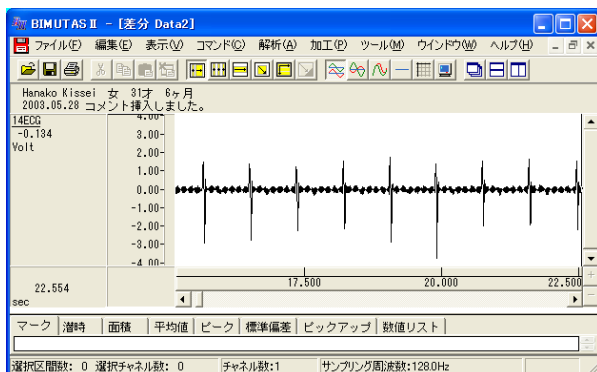 BIMUTASⅡ - [差分 Data2]
ファイル(F) 編集(E) 表示(V) コマンド(C) 解析(A) 加工(P) ツール(M) ウインドウ(W) ヘルプ(H)
Hanako Kissei 女 31才 6ヶ月
2003.05.28 コメント挿入しました。
14ECG
-0.134
Volt
4.00
3.00
2.00
1.00
0.00
-1.00
-2.00
-3.00
-4.00
22.554
sec
17.500 20.000 22.500
マーク 潜時 面積 平均値 ピーク 標準偏差 ピックアップ 数値リスト
選択区間数: 0 選択チャネル数: 0 チャネル数:1 サンプリング周波数:128.0Hz